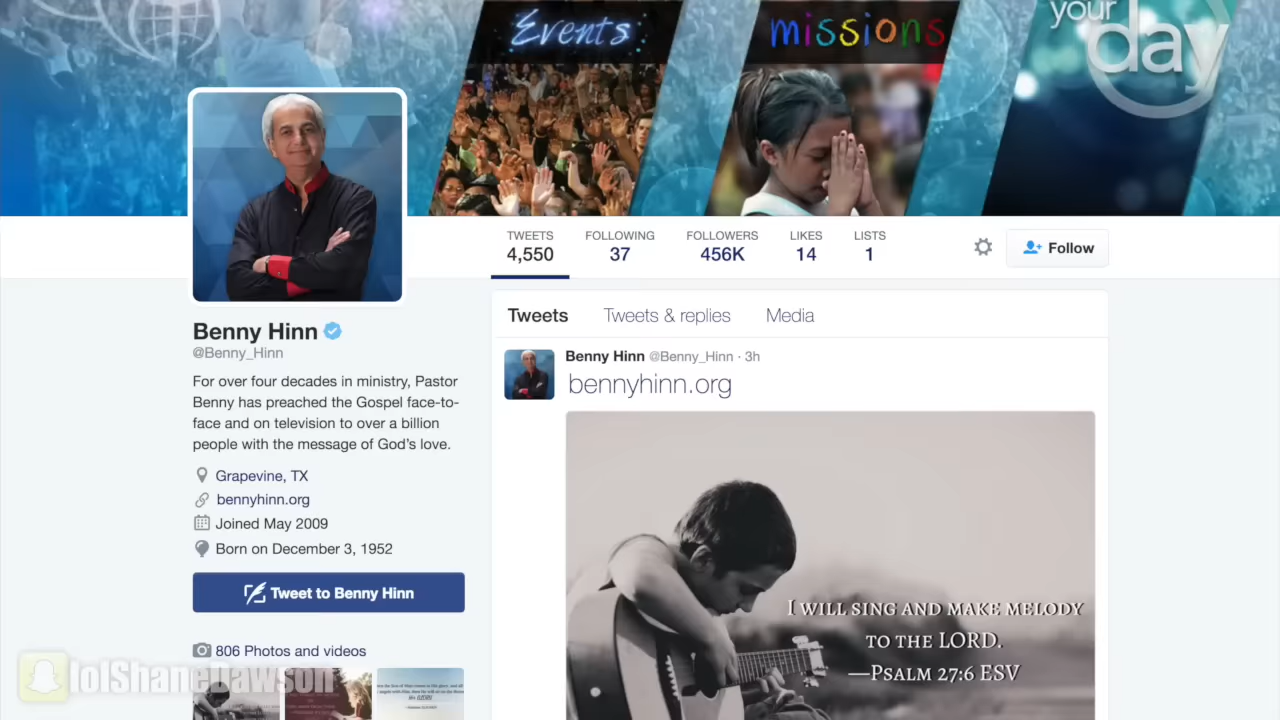 Events
missions
your
day
TWEETS
4,550
FOLLOWING
37
FOLLOWERS
456K
LIKES
14
LISTS
1
Follow
Benny Hinn
@Benny_Hinn
For over four decades in ministry, Pastor
Benny has preached the Gospel face-to-
face and on television to over a billion
people with the message of God's love.
Grapevine, TX
bennyhinn.org
Joined May 2009
Born on December 3, 1952
Tweet to Benny Hinn
806 Photos and videos
lolShaneDawson
Tweets
Tweets & replies
Media
Benny Hinn @Benny_Hinn · 3h
bennyhinn.org
I WILL SING AND MAKE MELODY
TO THE LORD.
—PSALM 27:6 ESV